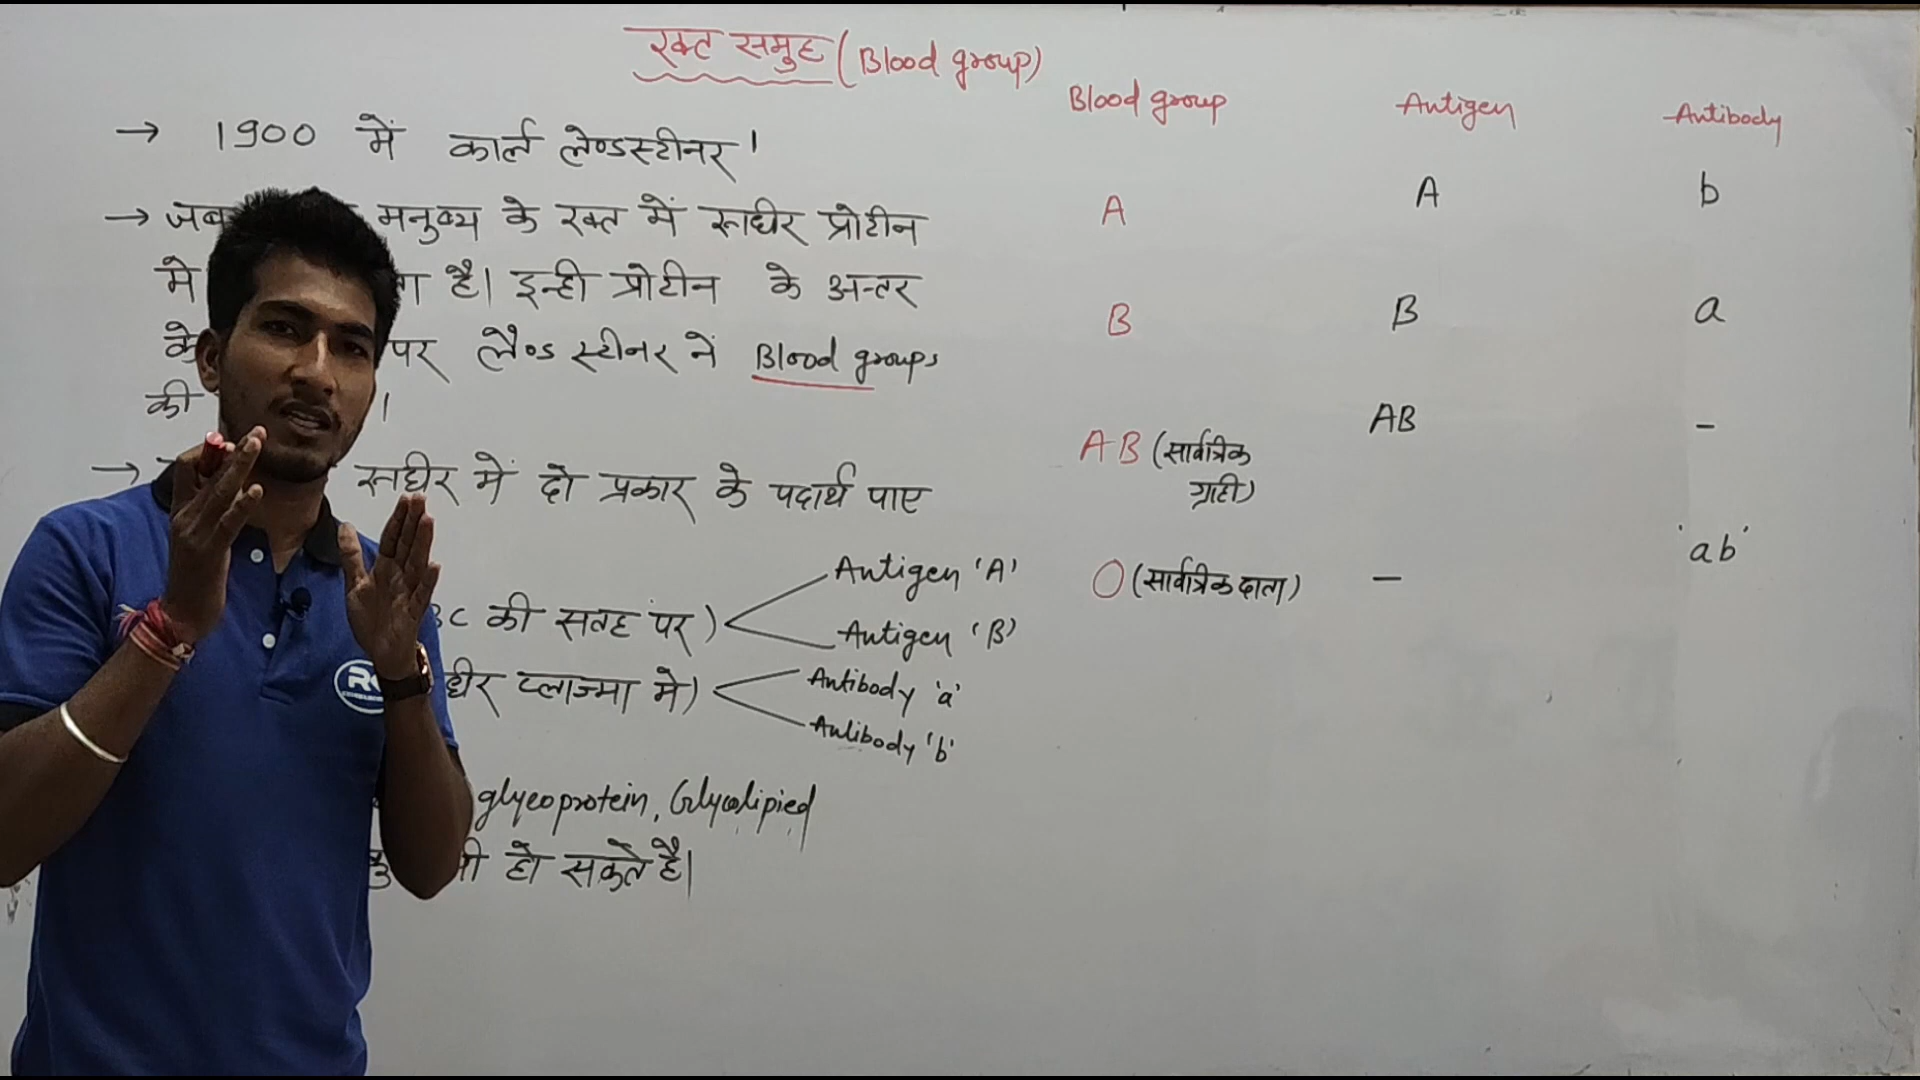 रक्त समुह (Blood group)
→ 1900 में कार्ल लेण्डस्टीनर'
→ जब मनुष्य के रक्त में रूधीर प्रोटीन
मे है। इन्ही प्रोटीन के अन्तर
के पर लैण्डस्टीनर नें Blood groups
की ।
→ रूधीर में दो प्रकार के पदार्थ पाए
की सतह पर) Antigen 'A'
Antigen 'B'
प्लाज्मा मे) Antibody 'a'
Antibody 'b'
glycoprotein, Glycolipied
हो सकते है।
Blood group Antigen Antibody
A A b
B B a
AB (सार्वत्रिक ग्राही) AB -
O (सार्वत्रिक दाता) - 'ab'